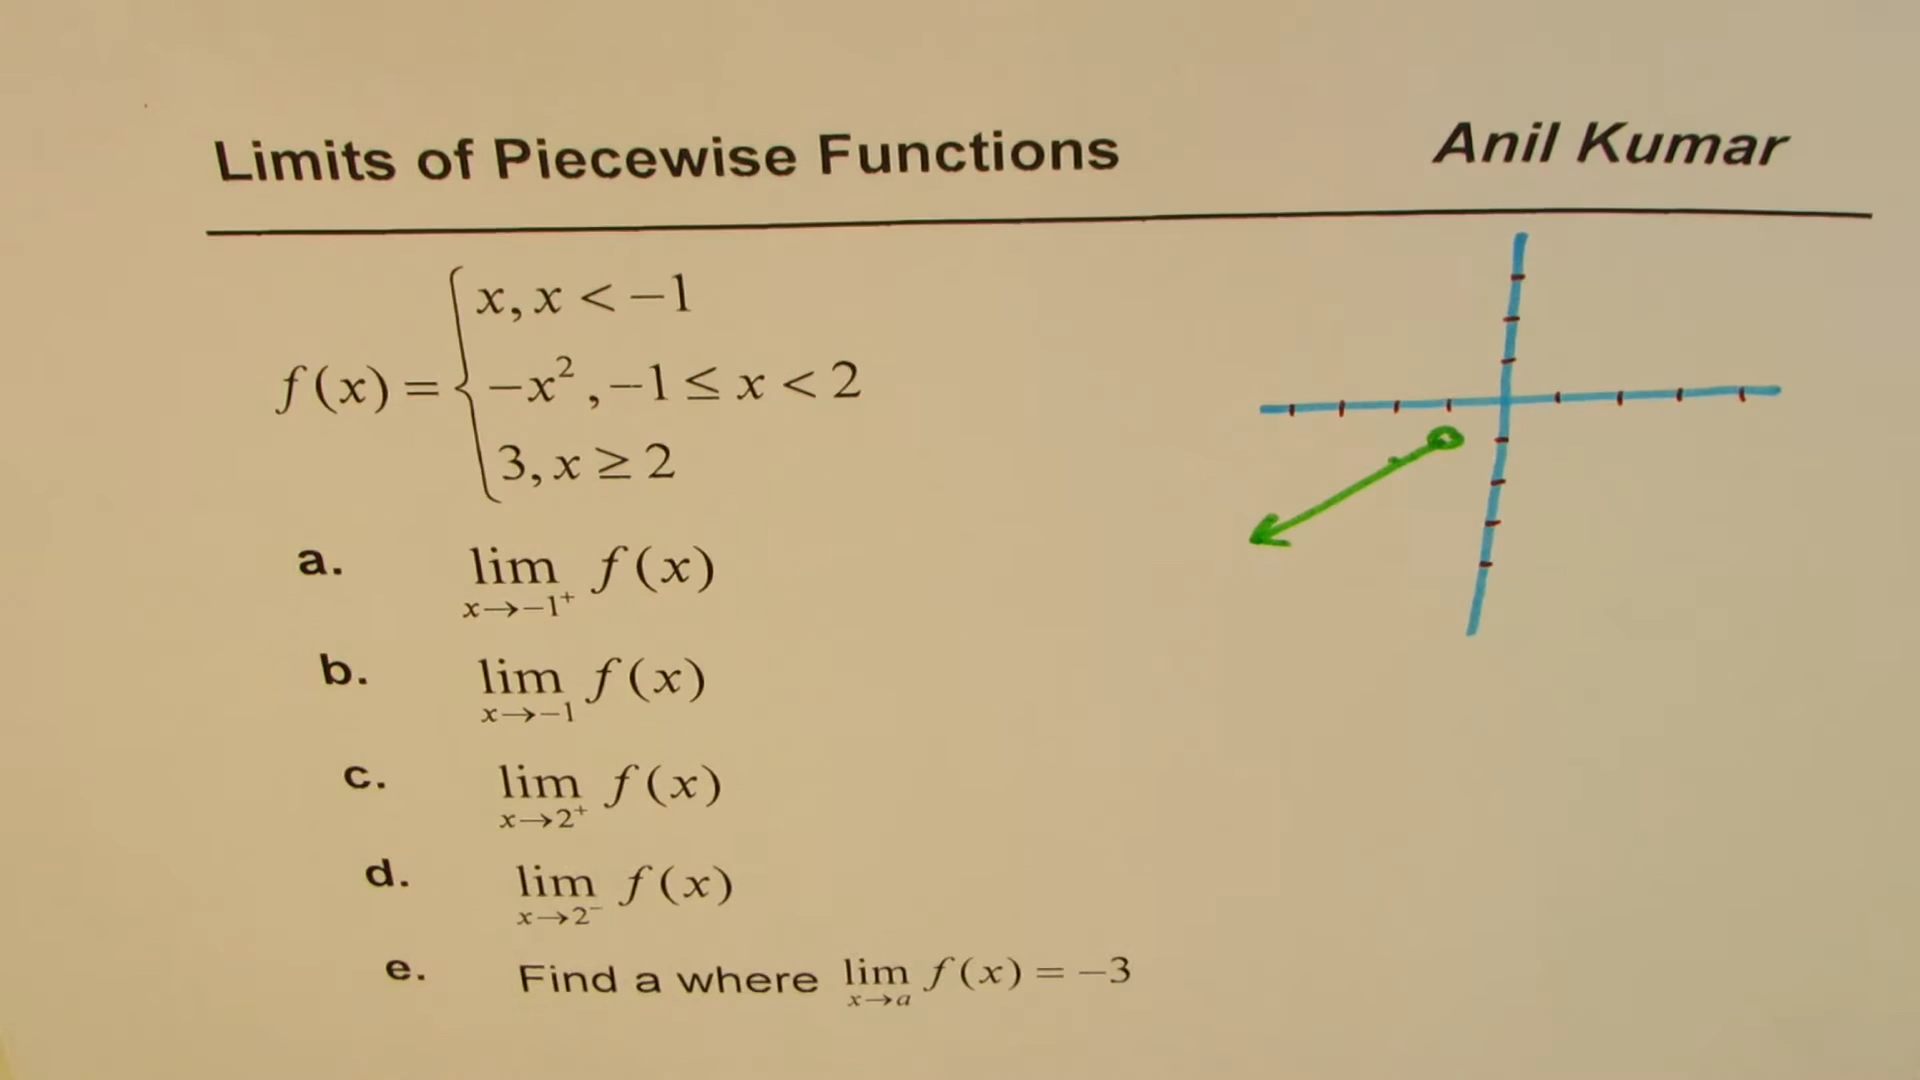 Limits of Piecewise Functions
Anil Kumar
x, x < −1
f(x) = { −x², −1 ≤ x < 2
3, x ≥ 2
a. lim f(x)
x→−1⁺
b. lim f(x)
x→−1
c. lim f(x)
x→2⁺
d. lim f(x)
x→2⁻
e. Find a where lim f(x) = −3
x→a